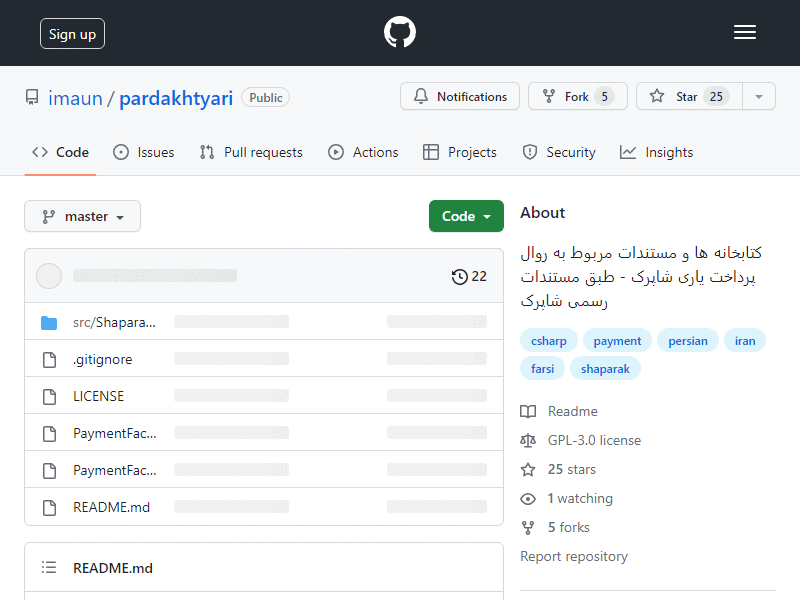 Sign up
imaun / pardakhtyari Public
Notifications
Fork 5
Star 25
Code
Issues
Pull requests
Actions
Projects
Security
Insights
master
Code
22
src/Shapara...
.gitignore
LICENSE
PaymentFac...
PaymentFac...
README.md
README.md
About
کتابخانه ها و مستندات مربوط به روال
پرداخت یاری شاپرک - طبق مستندات
رسمی شاپرک
csharp payment persian iran
farsi shaparak
Readme
GPL-3.0 license
25 stars
1 watching
5 forks
Report repository